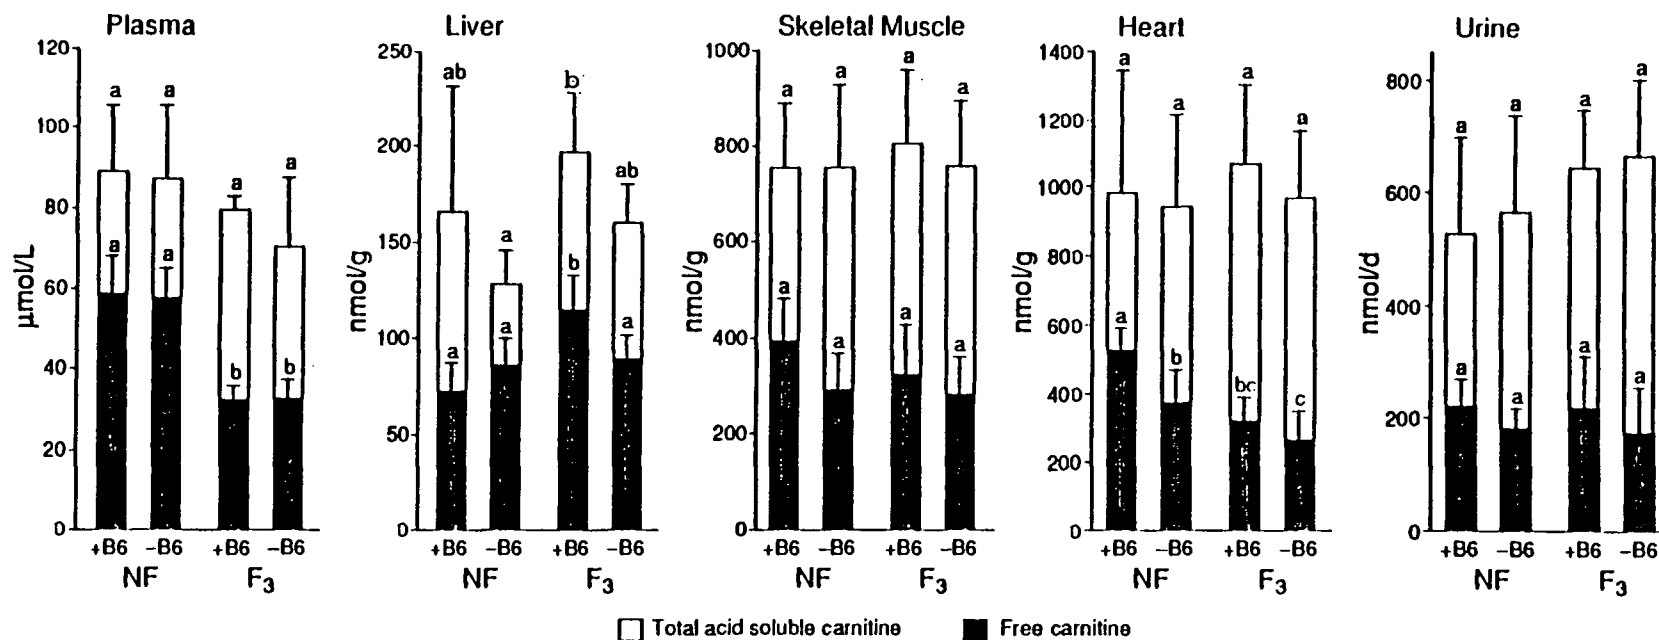 Plasma
Liver
Skeletal Muscle
Heart
Urine
120
100
80
60
40
20
0
μmol/L
a
a
a
a
a
a
b
b
+B6 −B6 +B6 −B6
NF F3
250
200
150
100
50
0
nmol/g
ab
a
b
ab
a
a
b
a
+B6 −B6 +B6 −B6
NF F3
1000
800
600
400
200
0
nmol/g
a
a
a
a
a
a
a
a
+B6 −B6 +B6 −B6
NF F3
1400
1200
1000
800
600
400
200
0
nmol/g
a
a
a
a
a
b
bc
c
+B6 −B6 +B6 −B6
NF F3
800
600
400
200
0
nmol/d
a
a
a
a
a
a
a
a
+B6 −B6 +B6 −B6
NF F3
Total acid soluble carnitine
Free carnitine